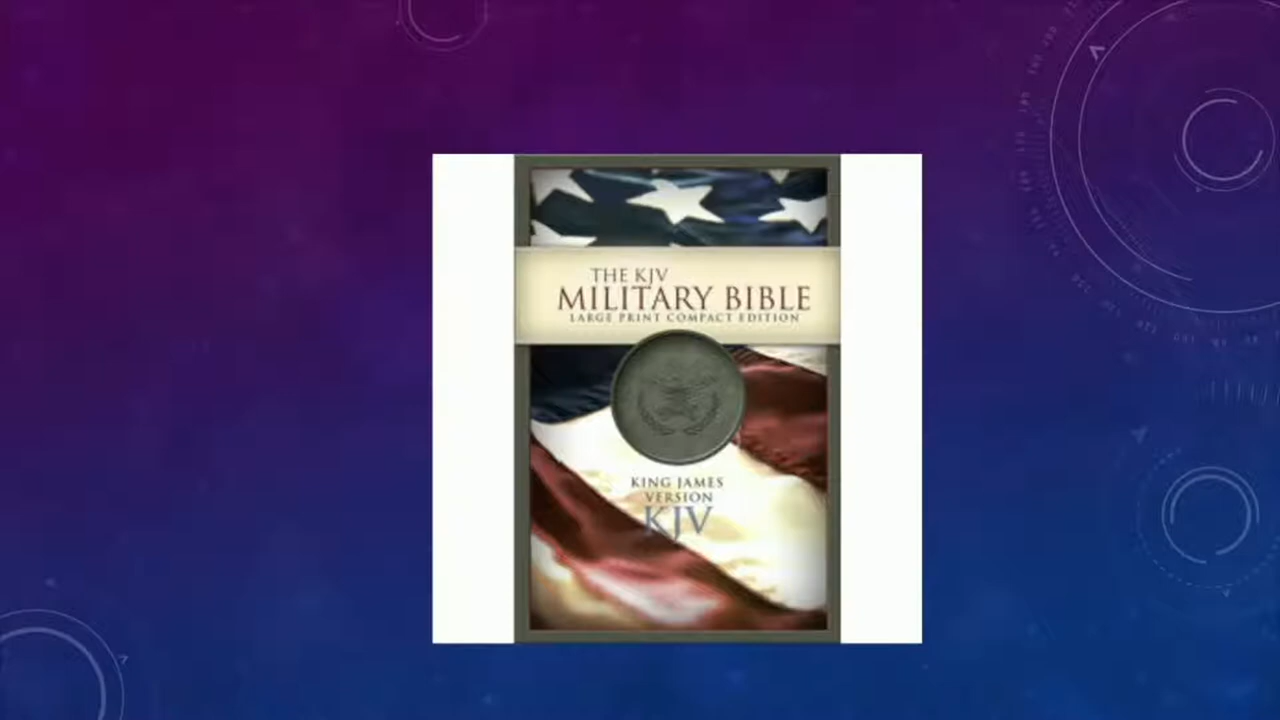 THE KJV
MILITARY BIBLE
LARGE PRINT COMPACT EDITION
KING JAMES
VERSION
KJV